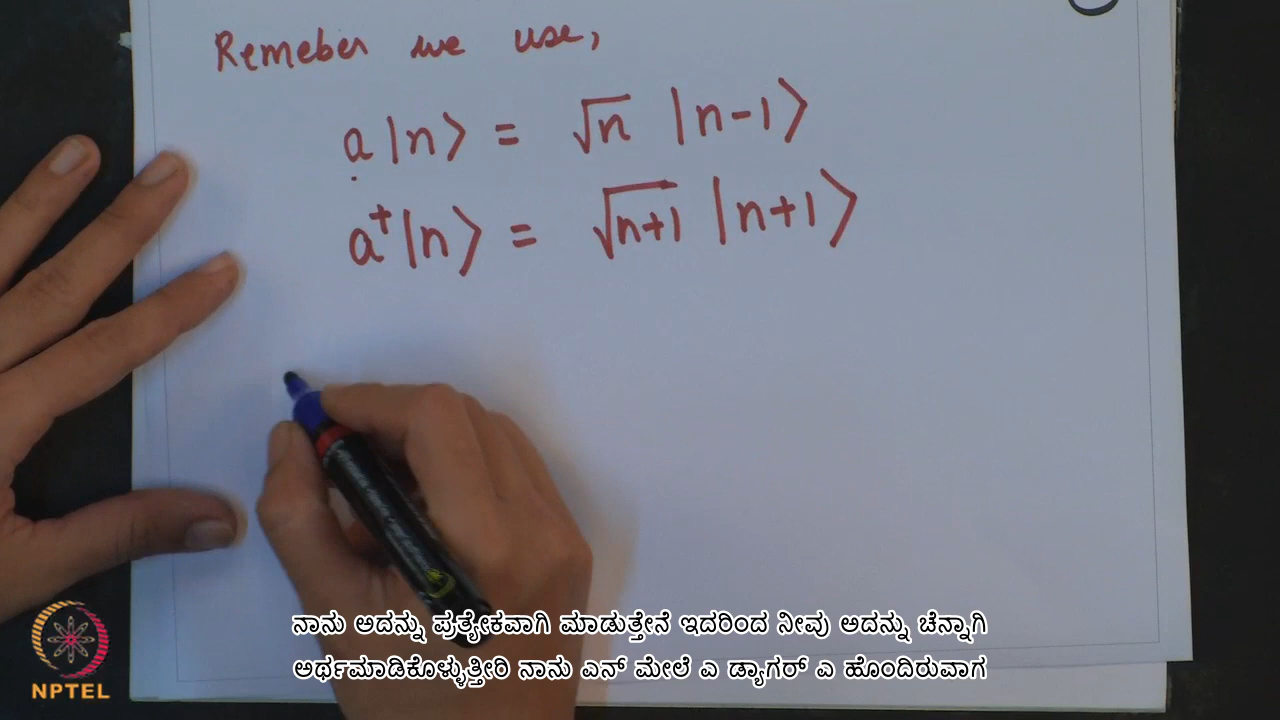 Remeber we use,
a |n> = √n |n-1>
a† |n> = √n+1 |n+1>
ನಾನು ಅದನ್ನು ಪ್ರತ್ಯೇಕವಾಗಿ ಮಾಡುತ್ತೇನೆ ಇದರಿಂದ ನೀವು ಅದನ್ನು ಚೆನ್ನಾಗಿ
ಅರ್ಥಮಾಡಿಕೊಳ್ಳುತ್ತೀರಿ ನಾನು ಎನ್ ಮೇಲೆ ಎ ಡ್ಯಾಗರ್ ಎ ಹೊಂದಿರುವಾಗ
NPTEL